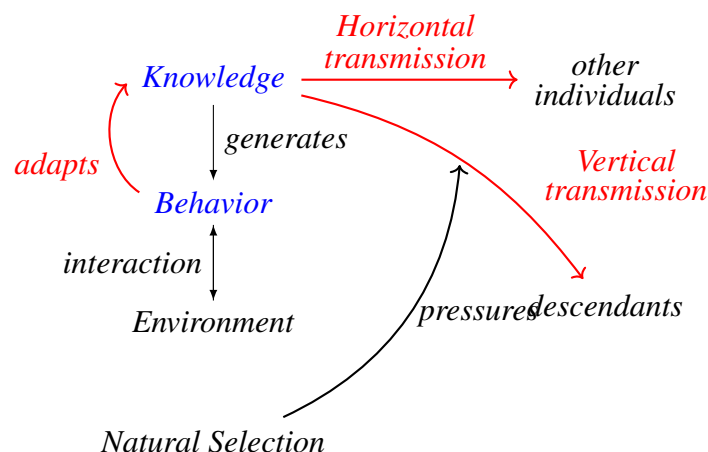 Horizontal
transmission
Knowledge
other
individuals
generates
adapts
Vertical
transmission
Behavior
interaction
Environment
pressures
descendants
Natural Selection